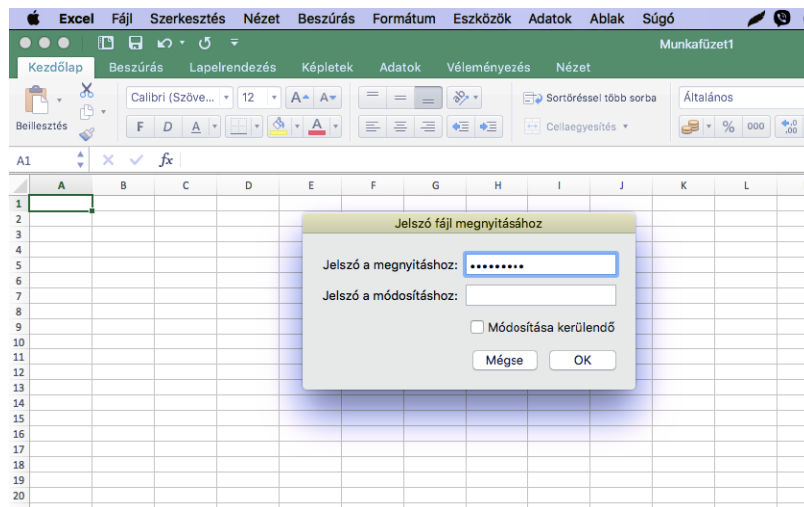 Excel Fájl Szerkesztés Nézet Beszúrás Formátum Eszközök Adatok Ablak Súgó
Munkafüzet1
Kezdőlap Beszúrás Lapelrendezés Képletek Adatok Véleményezés Nézet
Calibri (Szöve... 12 A A Sortöréssel több sorba Általános
Beillesztés F D A A Cellaegyesítés % 000 ,0 ,00
A1 fx
A B C D E F G H I J K L
1
2
Jelszó fájl megnyitásához
3
4
5
Jelszó a megnyitáshoz: •••••••••
6
7
Jelszó a módosításhoz:
8
9
Módosítása kerülendő
10
11
Mégse OK
12
13
14
15
16
17
18
19
20